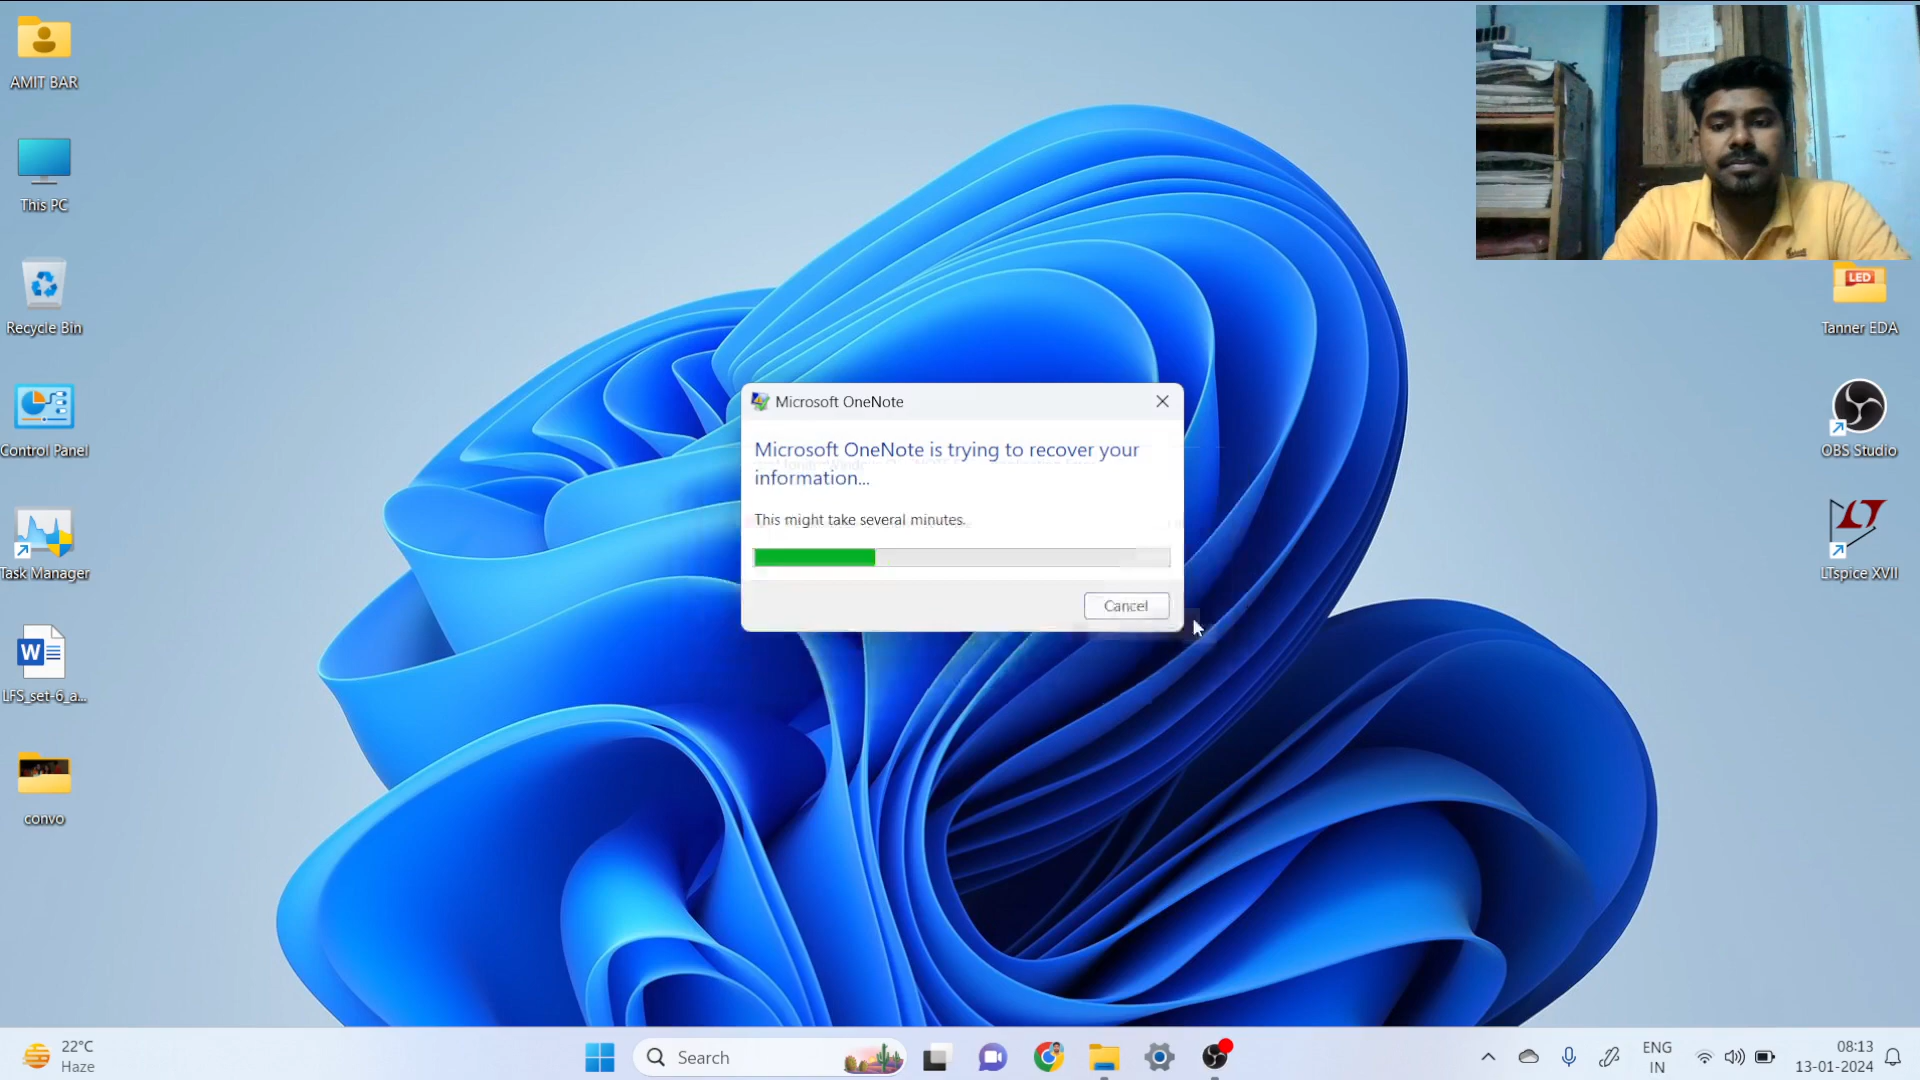 AMIT BAR
This PC
Recycle Bin
Control Panel
Task Manager
W
LFS_set-6_a...
convo
LED
Tanner EDA
OBS Studio
LTspice XVII
Microsoft OneNote
Microsoft OneNote is trying to recover your
information...
This might take several minutes.
Cancel
22°C
Haze
Search
ENG
IN
08:13
13-01-2024